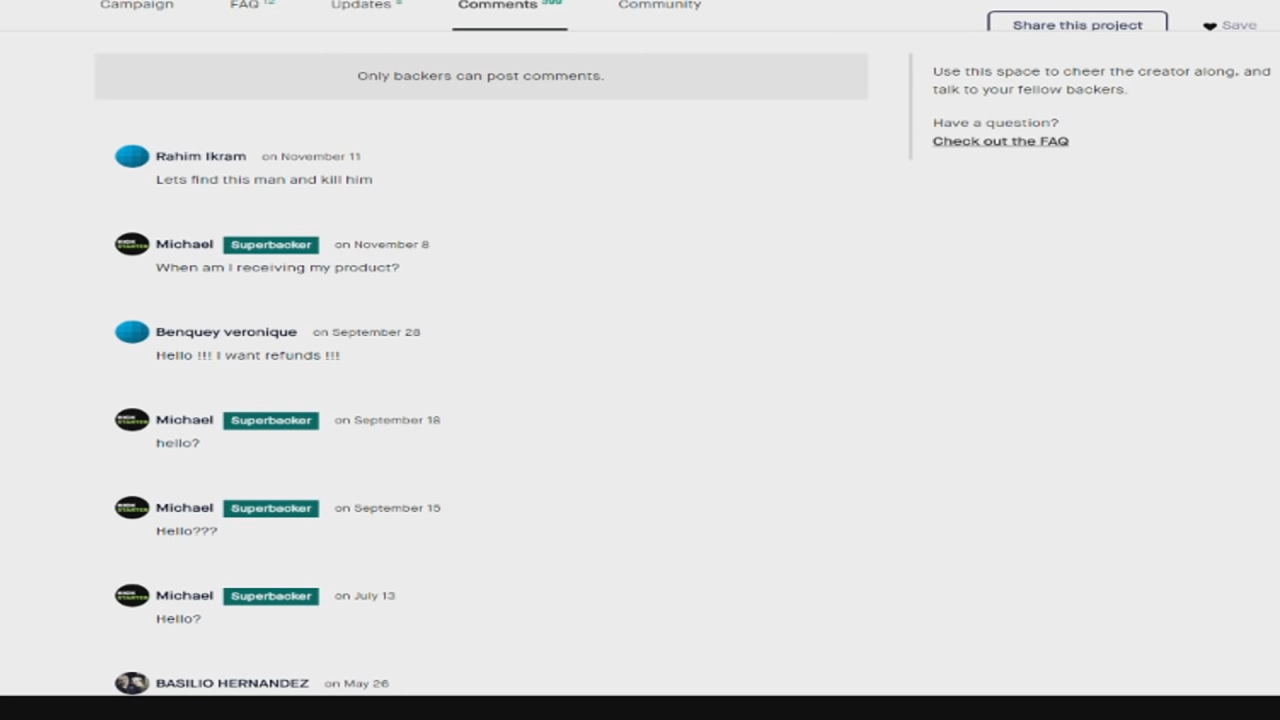 Campaign FAQ 12 Updates Comments 399 Community
Share this project Save
Only backers can post comments.
Use this space to cheer the creator along, and
talk to your fellow backers.
Have a question?
Check out the FAQ
Rahim Ikram on November 11
Lets find this man and kill him
Michael Superbacker on November 8
When am I receiving my product?
Benquey veronique on September 28
Hello !!! I want refunds !!!
Michael Superbacker on September 18
hello?
Michael Superbacker on September 15
Hello???
Michael Superbacker on July 13
Hello?
BASILIO HERNANDEZ on May 26